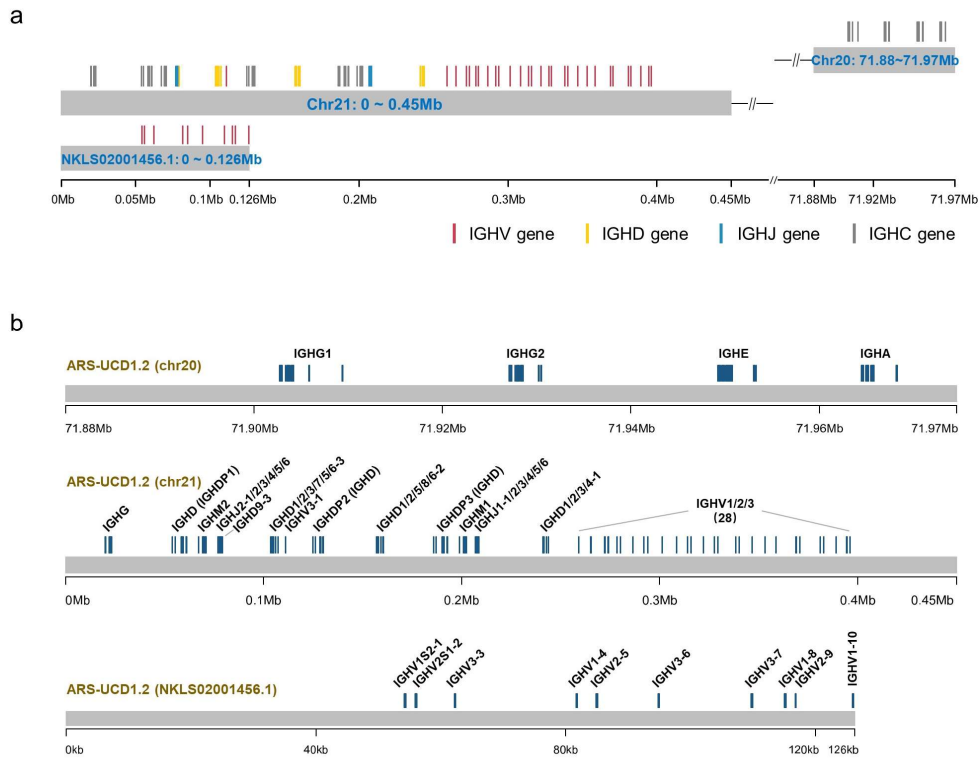 a
Chr20: 71.88~71.97Mb
Chr21: 0 ~ 0.45Mb
NKLS02001456.1: 0 ~ 0.126Mb
0Mb 0.05Mb 0.1Mb 0.126Mb 0.2Mb 0.3Mb 0.4Mb 0.45Mb 71.88Mb 71.92Mb 71.97Mb
IGHV gene IGHD gene IGHJ gene IGHC gene
b
ARS-UCD1.2 (chr20)
IGHG1 IGHG2 IGHE IGHA
71.88Mb 71.90Mb 71.92Mb 71.94Mb 71.96Mb 71.97Mb
ARS-UCD1.2 (chr21)
IGHG
IGHD (IGHDP1)
IGHM2
IGHJ2-1/2/3/4/5/6
IGHD9-3
IGHD1/2/3/7/5/6-3
IGHV3-1
IGHDP2 (IGHD)
IGHD1/2/5/8/6-2
IGHDP3 (IGHD)
IGHM1
IGHJ1-1/2/3/4/5/6
IGHD1/2/3/4-1
IGHV1/2/3
(28)
0Mb 0.1Mb 0.2Mb 0.3Mb 0.4Mb 0.45Mb
ARS-UCD1.2 (NKLS02001456.1)
IGHV1S2-1
IGHV2S1-2
IGHV3-3
IGHV1-4
IGHV2-5
IGHV3-6
IGHV3-7
IGHV1-8
IGHV2-9
IGHV1-10
0kb 40kb 80kb 120kb 126kb